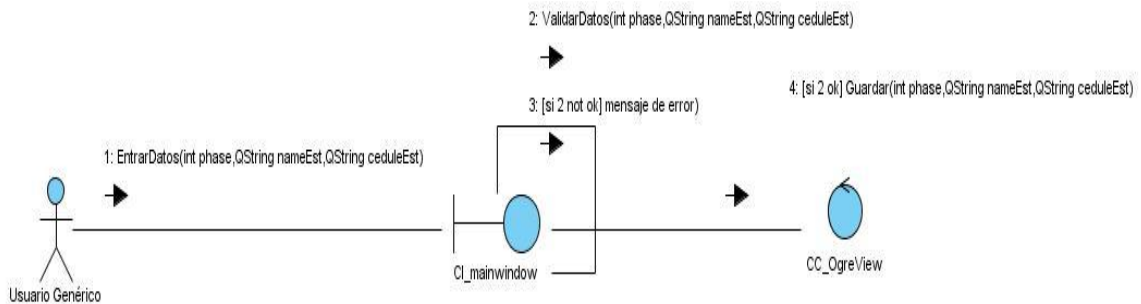 2: ValidarDatos(int phase,QString nameEst,QString ceduleEst)
4: [si 2 ok] Guardar(int phase,QString nameEst,QString ceduleEst)
3: [si 2 not ok] mensaje de error)
1: EntrarDatos(int phase,QString nameEst,QString ceduleEst)
CI_mainwindow
CC_OgreView
Usuario Genérico